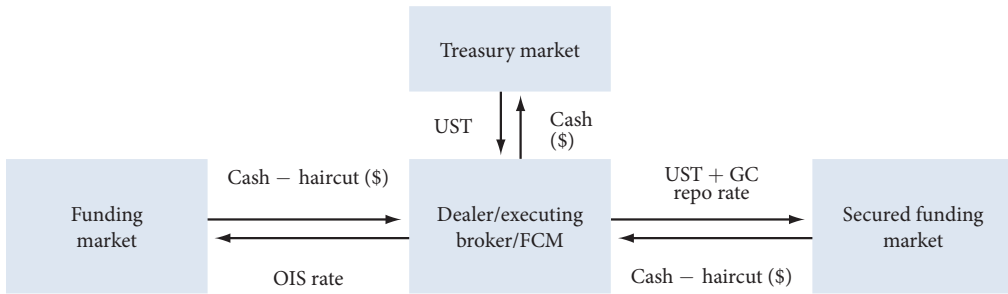 Treasury market
UST
Cash
($)
Cash − haircut ($)
UST + GC
repo rate
Funding
market
Dealer/executing
broker/FCM
Secured funding
market
OIS rate
Cash − haircut ($)